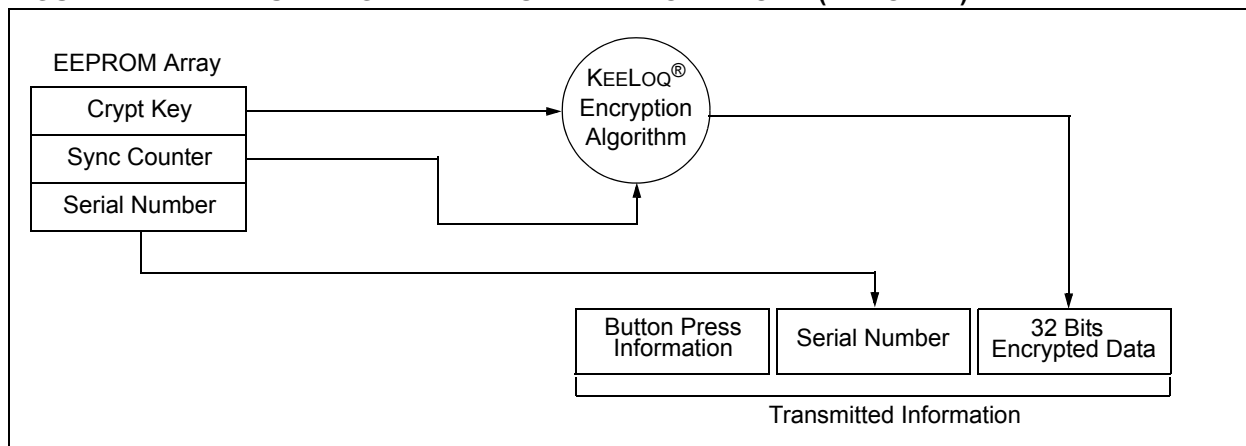 EEPROM Array
Crypt Key
Sync Counter
Serial Number
KEELOQ®
Encryption
Algorithm
Button Press
Information
Serial Number
32 Bits
Encrypted Data
Transmitted Information